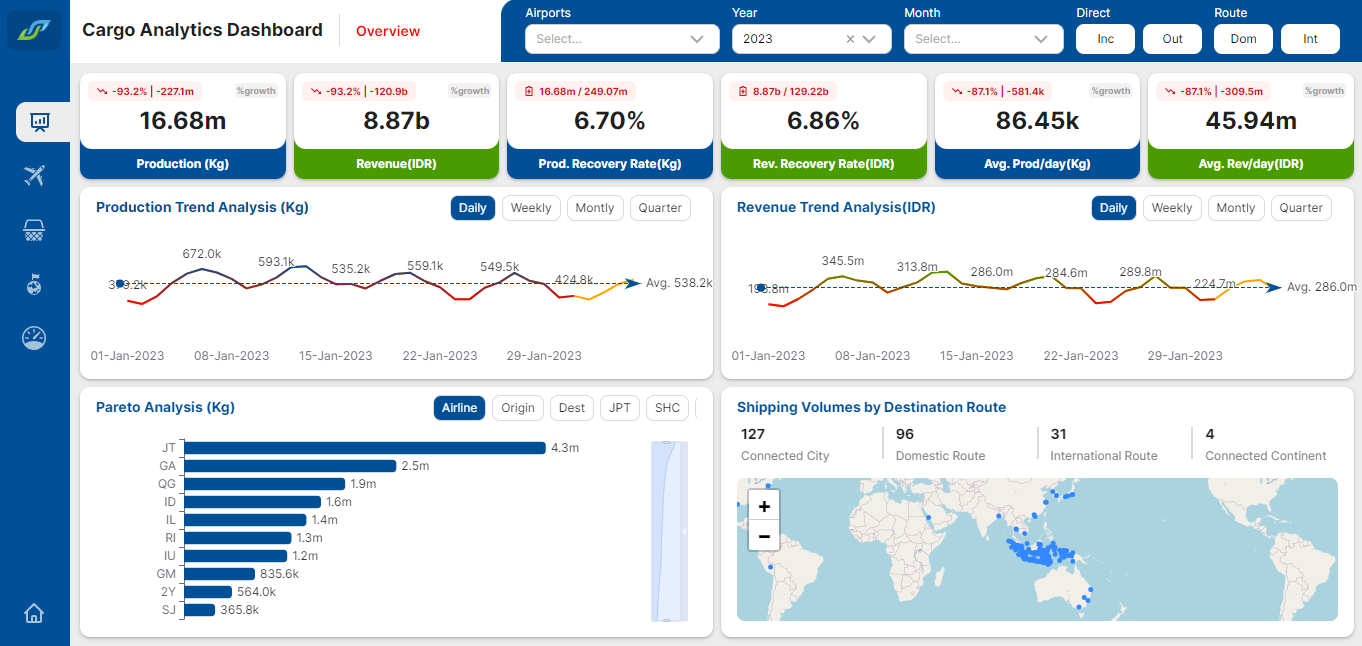 Cargo Analytics Dashboard
Overview
Airports
Select...
Year
2023
Month
Select...
Direct
Inc
Out
Route
Dom
Int
-93.2% | -227.1m
%growth
16.68m
Production (Kg)
-93.2% | -120.9b
%growth
8.87b
Revenue(IDR)
16.68m / 249.07m
6.70%
Prod. Recovery Rate(Kg)
8.87b / 129.22b
6.86%
Rev. Recovery Rate(IDR)
-87.1% | -581.4k
%growth
86.45k
Avg. Prod/day(Kg)
-87.1% | -309.5m
%growth
45.94m
Avg. Rev/day(IDR)
Production Trend Analysis (Kg)
Daily
Weekly
Montly
Quarter
672.0k
593.1k
535.2k
559.1k
549.5k
424.8k
Avg. 538.2k
01-Jan-2023
08-Jan-2023
15-Jan-2023
22-Jan-2023
29-Jan-2023
Revenue Trend Analysis(IDR)
Daily
Weekly
Montly
Quarter
345.5m
313.8m
286.0m
284.6m
289.8m
224.7m
Avg. 286.0m
01-Jan-2023
08-Jan-2023
15-Jan-2023
22-Jan-2023
29-Jan-2023
Pareto Analysis (Kg)
Airline
Origin
Dest
JPT
SHC
JT 4.3m
GA 2.5m
QG 1.9m
ID 1.6m
IL 1.4m
RI 1.3m
IU 1.2m
GM 835.6k
2Y 564.0k
SJ 365.8k
Shipping Volumes by Destination Route
127
Connected City
96
Domestic Route
31
International Route
4
Connected Continent
+
−